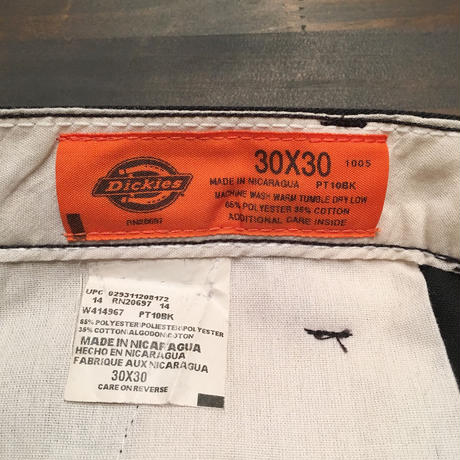 Dickies
RN20697
30X30 1005
MADE IN NICARAGUA PT10BK
MACHINE WASH WARM TUMBLE DRY LOW
65% POLYESTER 35% COTTON
ADDITIONAL CARE INSIDE
UPC 029311208172
14 RN20697 14
W414967 PT10BK
65% POLYESTER/POLIESTER/POLYESTER
35% COTTON/ALGODON/COTON
MADE IN NICARAGUA
HECHO EN NICARAGUA
FABRIQUE AUX NICARAGUA
30X30
CARE ON REVERSE